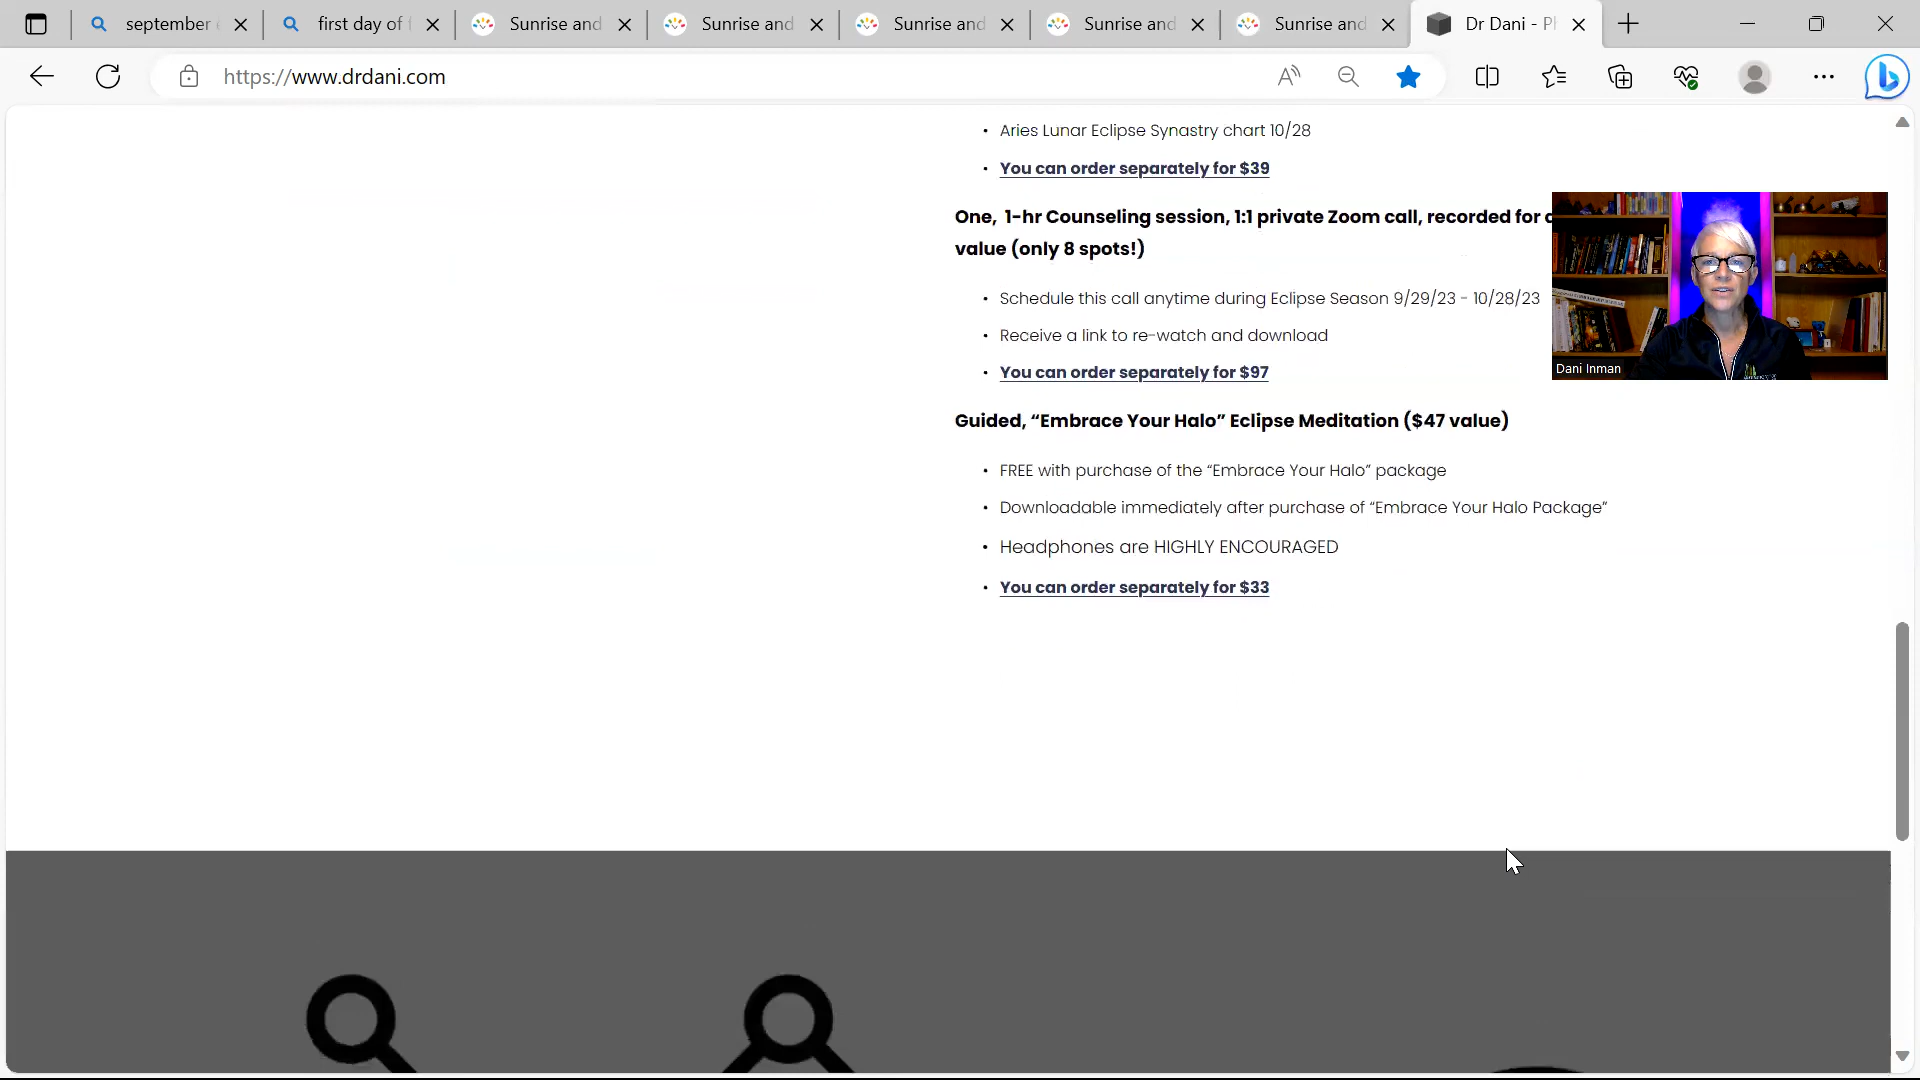 september
first day of
Sunrise and
Sunrise and
Sunrise and
Sunrise and
Sunrise and
Dr Dani - Ph
https://www.drdani.com
• Aries Lunar Eclipse Synastry chart 10/28
• You can order separately for $39
One, 1-hr Counseling session, 1:1 private Zoom call, recorded for
value (only 8 spots!)
• Schedule this call anytime during Eclipse Season 9/29/23 - 10/28/23
• Receive a link to re-watch and download
• You can order separately for $97
Dani Inman
Guided, “Embrace Your Halo” Eclipse Meditation ($47 value)
• FREE with purchase of the “Embrace Your Halo” package
• Downloadable immediately after purchase of “Embrace Your Halo Package”
• Headphones are HIGHLY ENCOURAGED
• You can order separately for $33